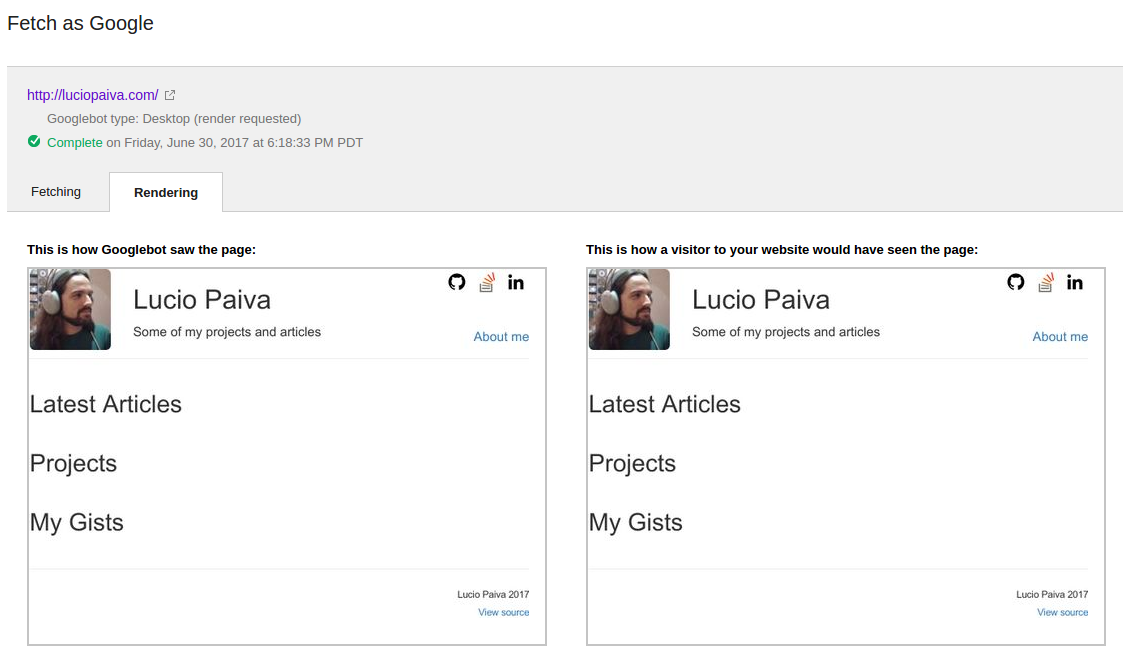 Fetch as Google
http://luciopaiva.com/
Googlebot type: Desktop (render requested)
Complete on Friday, June 30, 2017 at 6:18:33 PM PDT
Fetching
Rendering
This is how Googlebot saw the page:
Lucio Paiva
Some of my projects and articles
in
About me
Latest Articles
Projects
My Gists
Lucio Paiva 2017
View source
This is how a visitor to your website would have seen the page:
Lucio Paiva
Some of my projects and articles
in
About me
Latest Articles
Projects
My Gists
Lucio Paiva 2017
View source